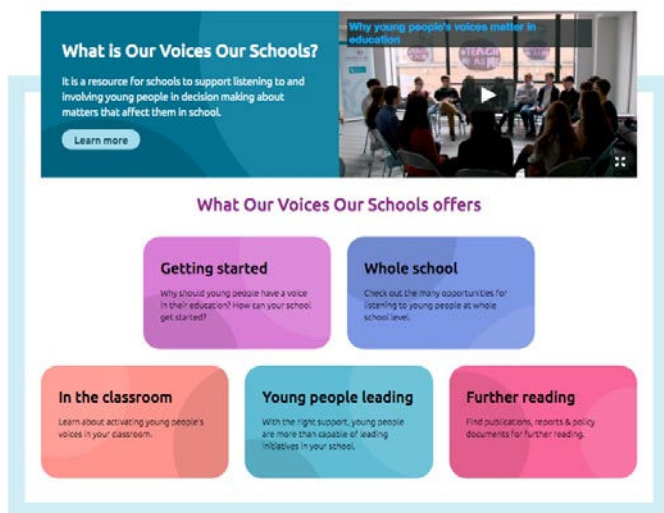 What is Our Voices Our Schools?
It is a resource for schools to support listening to and
involving young people in decision making about
matters that affect them in school.
Learn more
Why young people's voices matter in
education
What Our Voices Our Schools offers
Getting started
Why should young people have a voice
in their education? How can your school
get started?
Whole school
Check out the many opportunities for
listening to young people at whole
school level.
In the classroom
Learn about activating young people's
voices in your classroom.
Young people leading
With the right support, young people
are more than capable of leading
initiatives in your school.
Further reading
Find publications, reports & policy
documents for further reading.